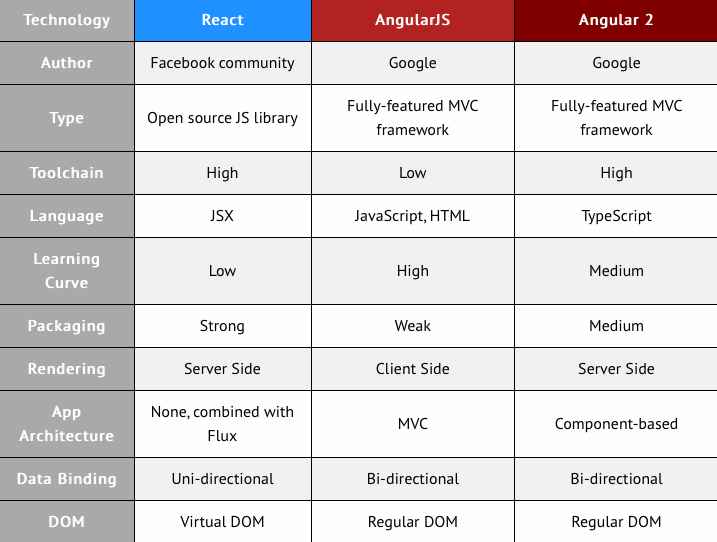 Technology React AngularJS Angular 2
Author Facebook community Google Google
Type Open source JS library Fully-featured MVC framework Fully-featured MVC framework
Toolchain High Low High
Language JSX JavaScript, HTML TypeScript
Learning Curve Low High Medium
Packaging Strong Weak Medium
Rendering Server Side Client Side Server Side
App Architecture None, combined with Flux MVC Component-based
Data Binding Uni-directional Bi-directional Bi-directional
DOM Virtual DOM Regular DOM Regular DOM